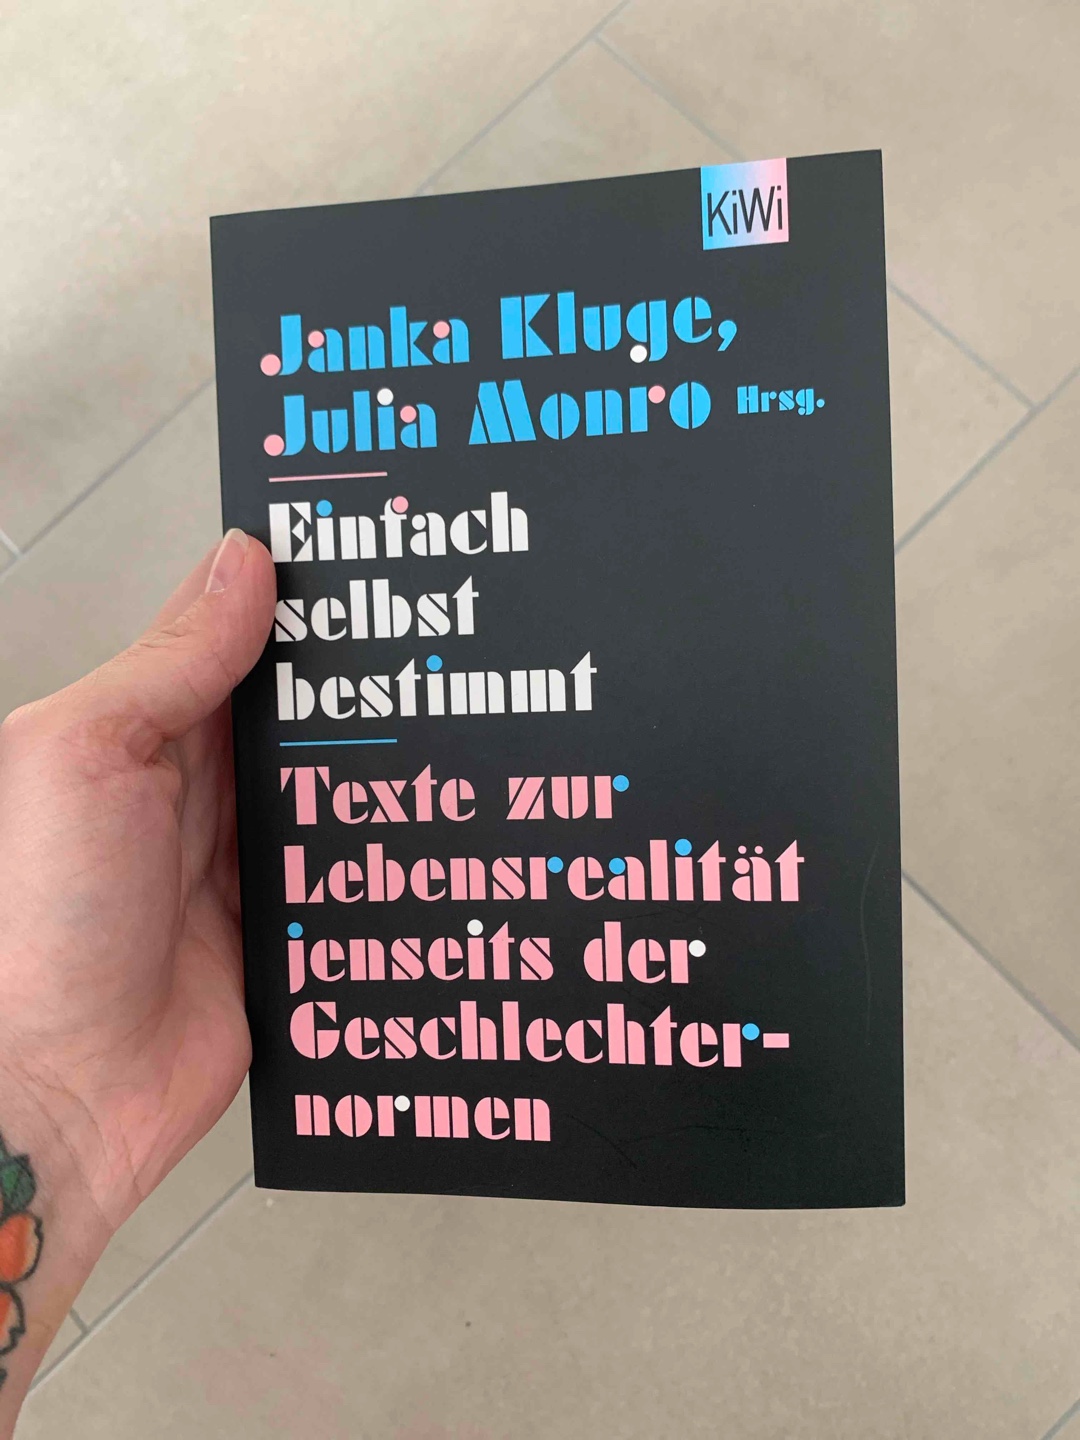 KiWi
Janka Kluge,
Julia Monro Hrsg.
Einfach
selbst
bestimmt
Texte zur
Lebensrealität
jenseits der
Geschlechter-
normen